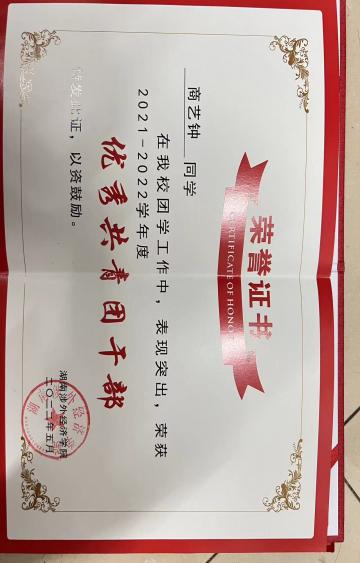 荣誉证书
CERTIFICATE OF HONOR
商艺钟 同学
在我校团学工作中,表现突出,荣获
2021-2022学年度
优秀共青团干部
特发此证,以资鼓励。
湖南涉外经济学院
二〇二二年五月